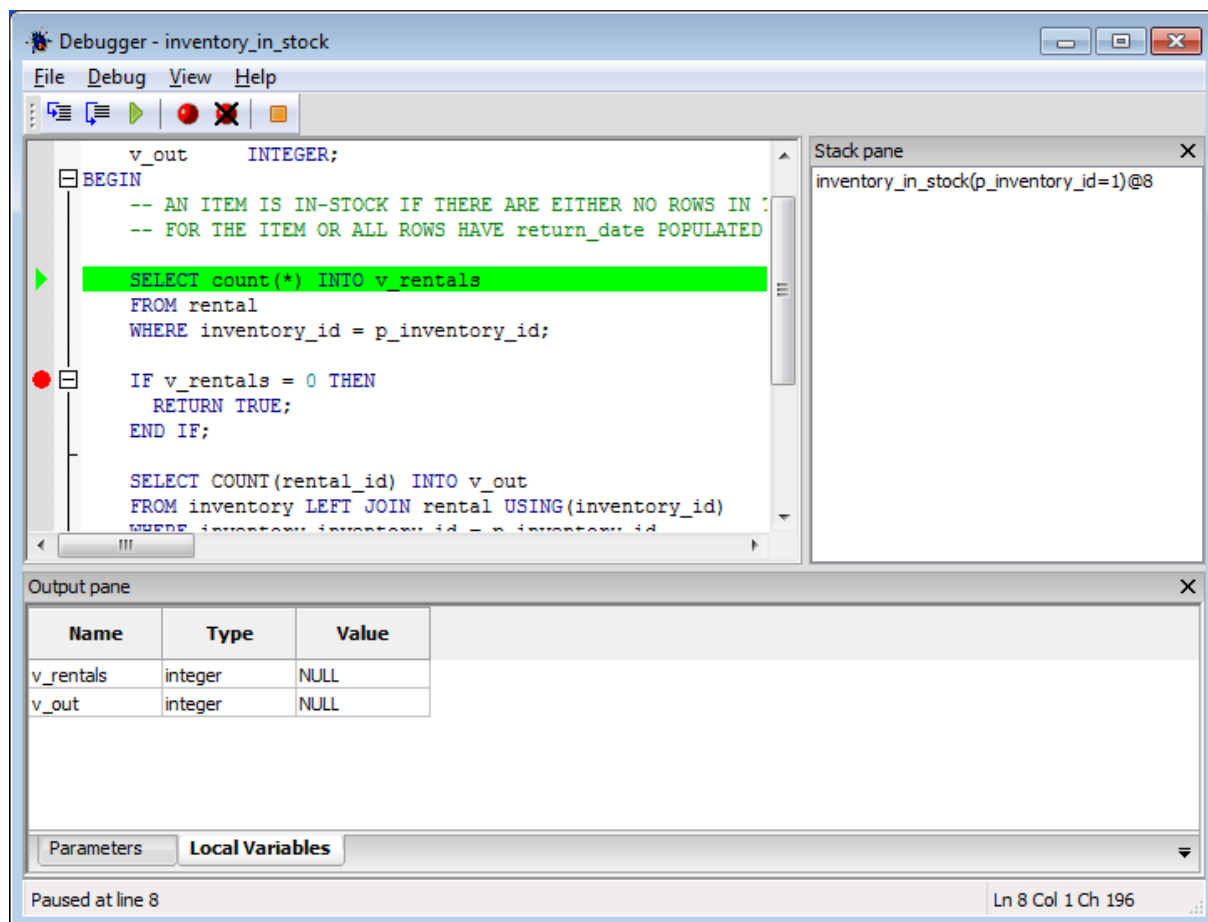 Debugger - inventory_in_stock
File Debug View Help
v_out INTEGER;
BEGIN
-- AN ITEM IS IN-STOCK IF THERE ARE EITHER NO ROWS IN
-- FOR THE ITEM OR ALL ROWS HAVE return_date POPULATED
SELECT count(*) INTO v_rentals
FROM rental
WHERE inventory_id = p_inventory_id;
IF v_rentals = 0 THEN
RETURN TRUE;
END IF;
SELECT COUNT(rental_id) INTO v_out
FROM inventory LEFT JOIN rental USING(inventory_id)
WHERE inventory.inventory_id = p_inventory_id
Stack pane
inventory_in_stock(p_inventory_id=1)@8
Output pane
Name Type Value
v_rentals integer NULL
v_out integer NULL
Parameters Local Variables
Paused at line 8 Ln 8 Col 1 Ch 196